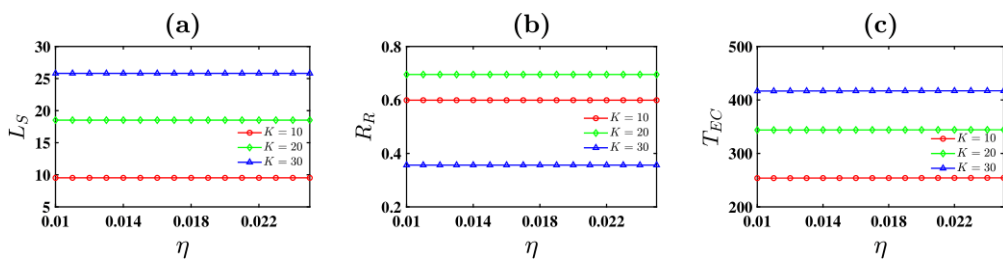 (a)
30
25
20
15
10
5
L_S
K = 10
K = 20
K = 30
0.01 0.014 0.018 0.022
η
(b)
0.8
0.6
0.4
0.2
R_R
K = 10
K = 20
K = 30
0.01 0.014 0.018 0.022
η
(c)
500
400
300
200
T_{EC}
K = 10
K = 20
K = 30
0.01 0.014 0.018 0.022
η